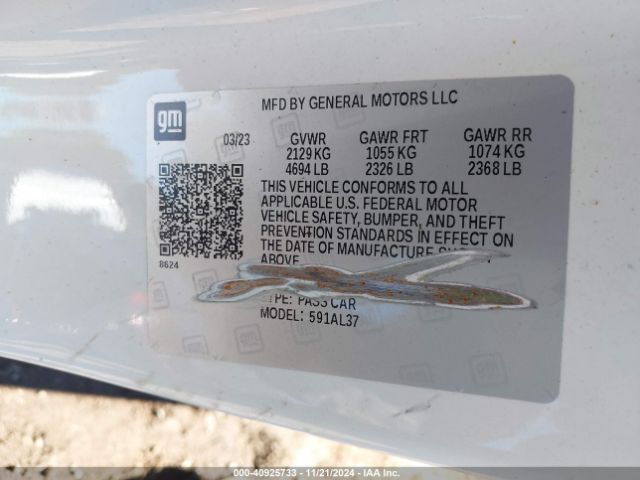 gm
MFD BY GENERAL MOTORS LLC
03/23 GVWR GAWR FRT GAWR RR
2129 KG 1055 KG 1074 KG
4694 LB 2326 LB 2368 LB
THIS VEHICLE CONFORMS TO ALL
APPLICABLE U.S. FEDERAL MOTOR
VEHICLE SAFETY, BUMPER, AND THEFT
PREVENTION STANDARDS IN EFFECT ON
THE DATE OF MANUFACTURE
ABOVE
8624
TYPE: PASS CAR
MODEL: 591AL37
000-40925733 - 11/21/2024 - IAA Inc.